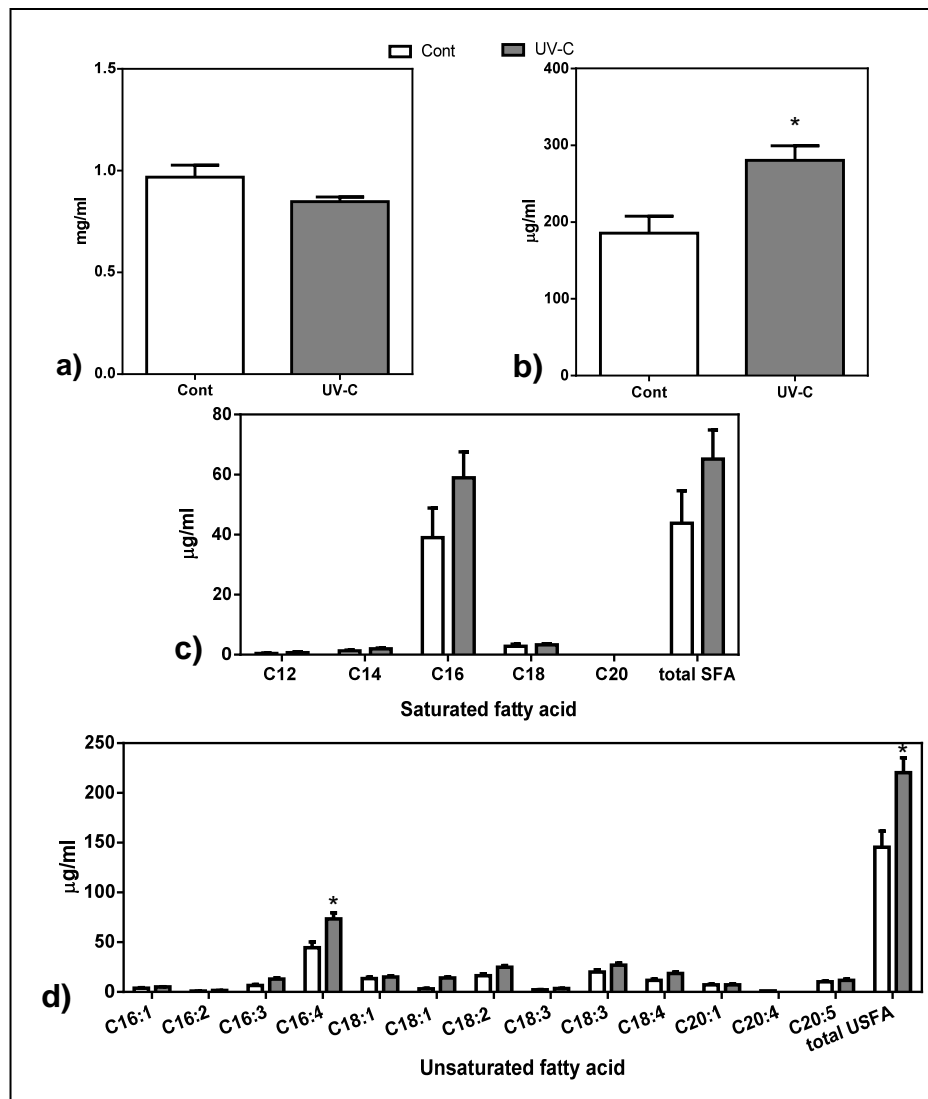 Cont UV-C
1.5
1.0
0.5
0.0
mg/ml
a)
Cont UV-C
400
300
200
100
0
µg/ml
*
b)
Cont UV-C
80
60
40
20
0
µg/ml
c)
C12 C14 C16 C18 C20 total SFA
Saturated fatty acid
250
200
150
100
50
0
µg/ml
*
*
d)
C16:1 C16:2 C16:3 C16:4 C18:1 C18:1 C18:2 C18:3 C18:3 C18:4 C20:1 C20:4 C20:5 total USFA
Unsaturated fatty acid